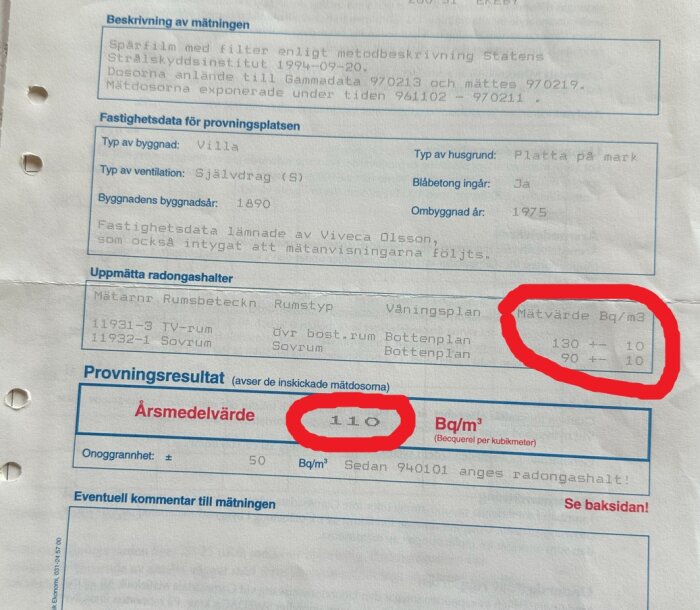 EKEBY
Beskrivning av mätningen
Spårfilm med filter enligt metodbeskrivning Statens
Strålskyddsinstitut 1994-09-20.
Dosorna anlände till Gammadata 970213 och mättes 970219.
Mätdosorna exponerade under tiden 961102 - 970211 .
Fastighetsdata för provningsplatsen
Typ av byggnad: Villa Typ av husgrund: Platta på mark
Typ av ventilation: Självdrag (S) Blåbetong ingår: Ja
Byggnadens byggnadsår: 1890 Ombyggnad år: 1975
Fastighetsdata lämnade av Viveca Olsson,
som också intygat att mätanvisningarna följts.
Uppmätta radongashalter
Mätarnr Rumsbeteckn Rumstyp Våningsplan Mätvärde Bq/m3
11931-3 TV-rum övr bost.rum Bottenplan 130 +- 10
11932-1 Sovrum Sovrum Bottenplan 90 +- 10
Provningsresultat (avser de inskickade mätdosorna)
Årsmedelvärde 110 Bq/m³
(Becquerel per kubikmeter)
Onoggrannhet: ± 50 Bq/m³ Sedan 940101 anges radongashalt!
Se baksidan!
Eventuell kommentar till mätningen
Ekonomi, 031-24 57 00